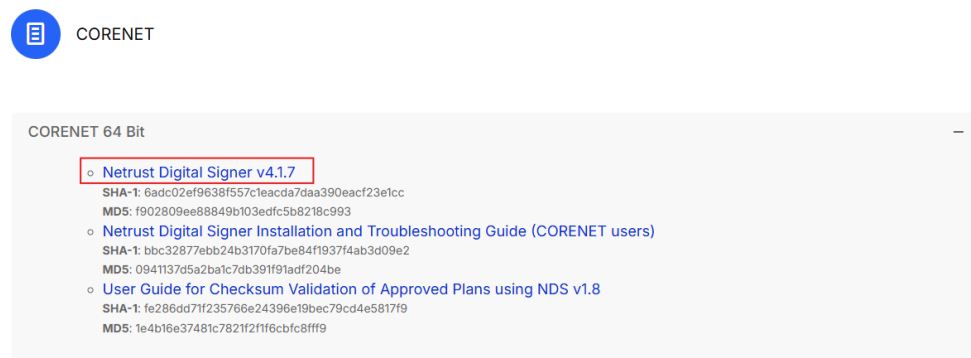 CORENET
CORENET 64 Bit
Netrust Digital Signer v4.1.7
SHA-1: 6adc02ef9638f557c1eacda7daa390eacf23e1cc
MD5: f902809ee88849b103edfc5b8218c993
Netrust Digital Signer Installation and Troubleshooting Guide (CORENET users)
SHA-1: bbc32877ebb24b3170fa7be84f1937f4ab3d09e2
MD5: 0941137d5a2ba1c7db391f91adf204be
User Guide for Checksum Validation of Approved Plans using NDS v1.8
SHA-1: fe286dd71f235766e24396e19bec79cd4e5817f9
MD5: 1e4b16e37481c7821f2f1f6cbfc8fff9